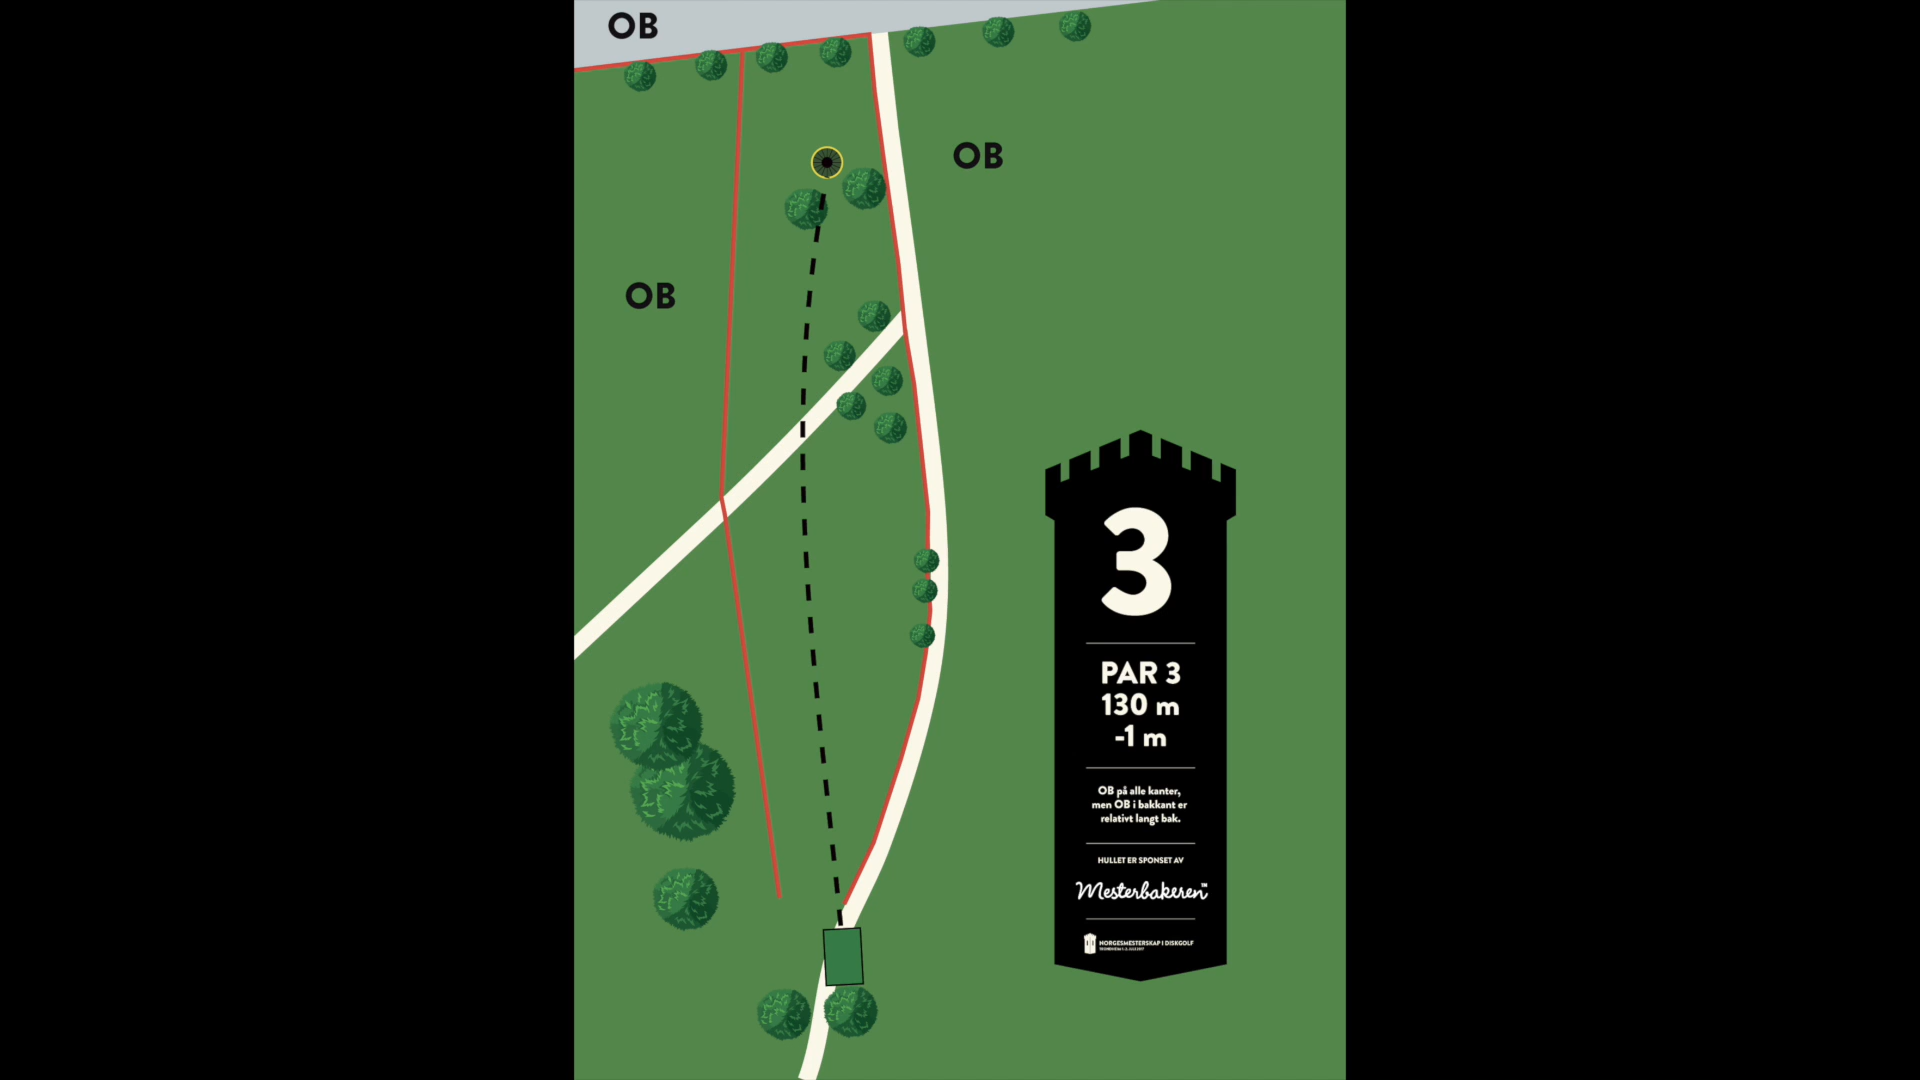 OB
OB
OB
3
PAR 3
130 m
-1 m
OB på alle kanter,
men OB i bakkant er
relativt langt bak.
HULLET ER SPONSET AV
Mesterbakeren™
NORGESMESTERSKAP I DISKGOLF